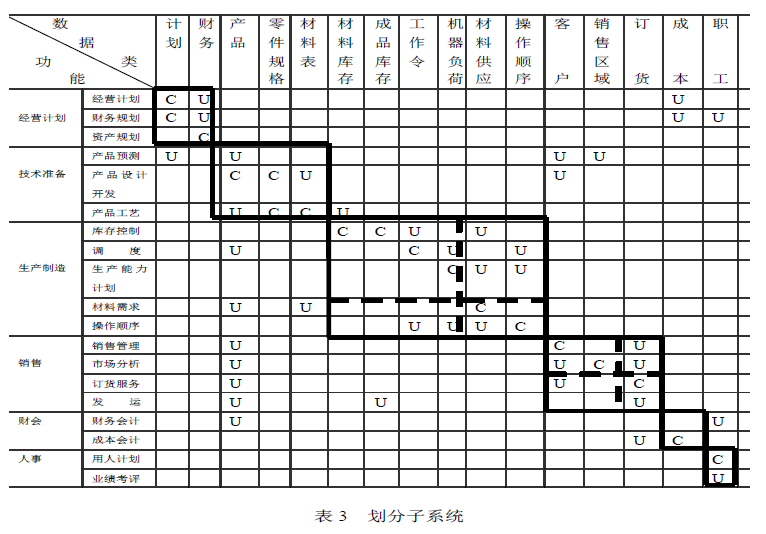 数据类 功能 计划 财务 产品 零件规格 材料表 材料库存 成品库存 工作令 机器负荷 材料供应 操作顺序 客户 销售区域 订货 成本 职工
经营计划 经营计划 C U U
财务规划 C U U U
资产规划 C
技术准备 产品预测 U U U U
产品设计开发 C C U U
产品工艺 U C C U
生产制造 库存控制 C C U U
调度 U C U U
生产能力计划 C U U
材料需求 U U C
操作顺序 U U U C
销售 销售管理 U C U
市场分析 U U C U
订货服务 U U C
发运 U U U
财会 财务会计 U U
成本会计 U C
人事 用人计划 C
业绩考评 U
表 3 划分子系统